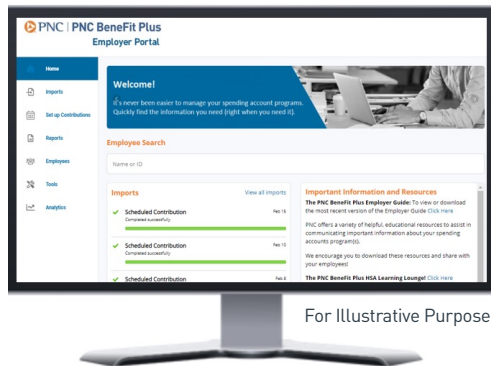 PNC | PNC BeneFit Plus
Employer Portal
Home
Imports
Set up Contributions
Reports
Employees
Tools
Analytics
Welcome!
It's never been easier to manage your spending account programs.
Quickly find the information you need (right when you need it).
Employee Search
Name or ID
Imports
View all imports
Scheduled Contribution
Feb 16
Completed successfully
Scheduled Contribution
Completed successfully
Scheduled Contribution
Important Information and Resources
The PNC BeneFit Plus Employer Guide: To view or download
the most recent version of the Employer Guide Click Here
PNC offers a variety of helpful, educational resources to assist in
communicating important information about your spending
accounts program(s).
We encourage you to download these resources and share with
your employees!
The PNC BeneFit Plus HSA Learning Lounge! Click Here
For Illustrative Purpose